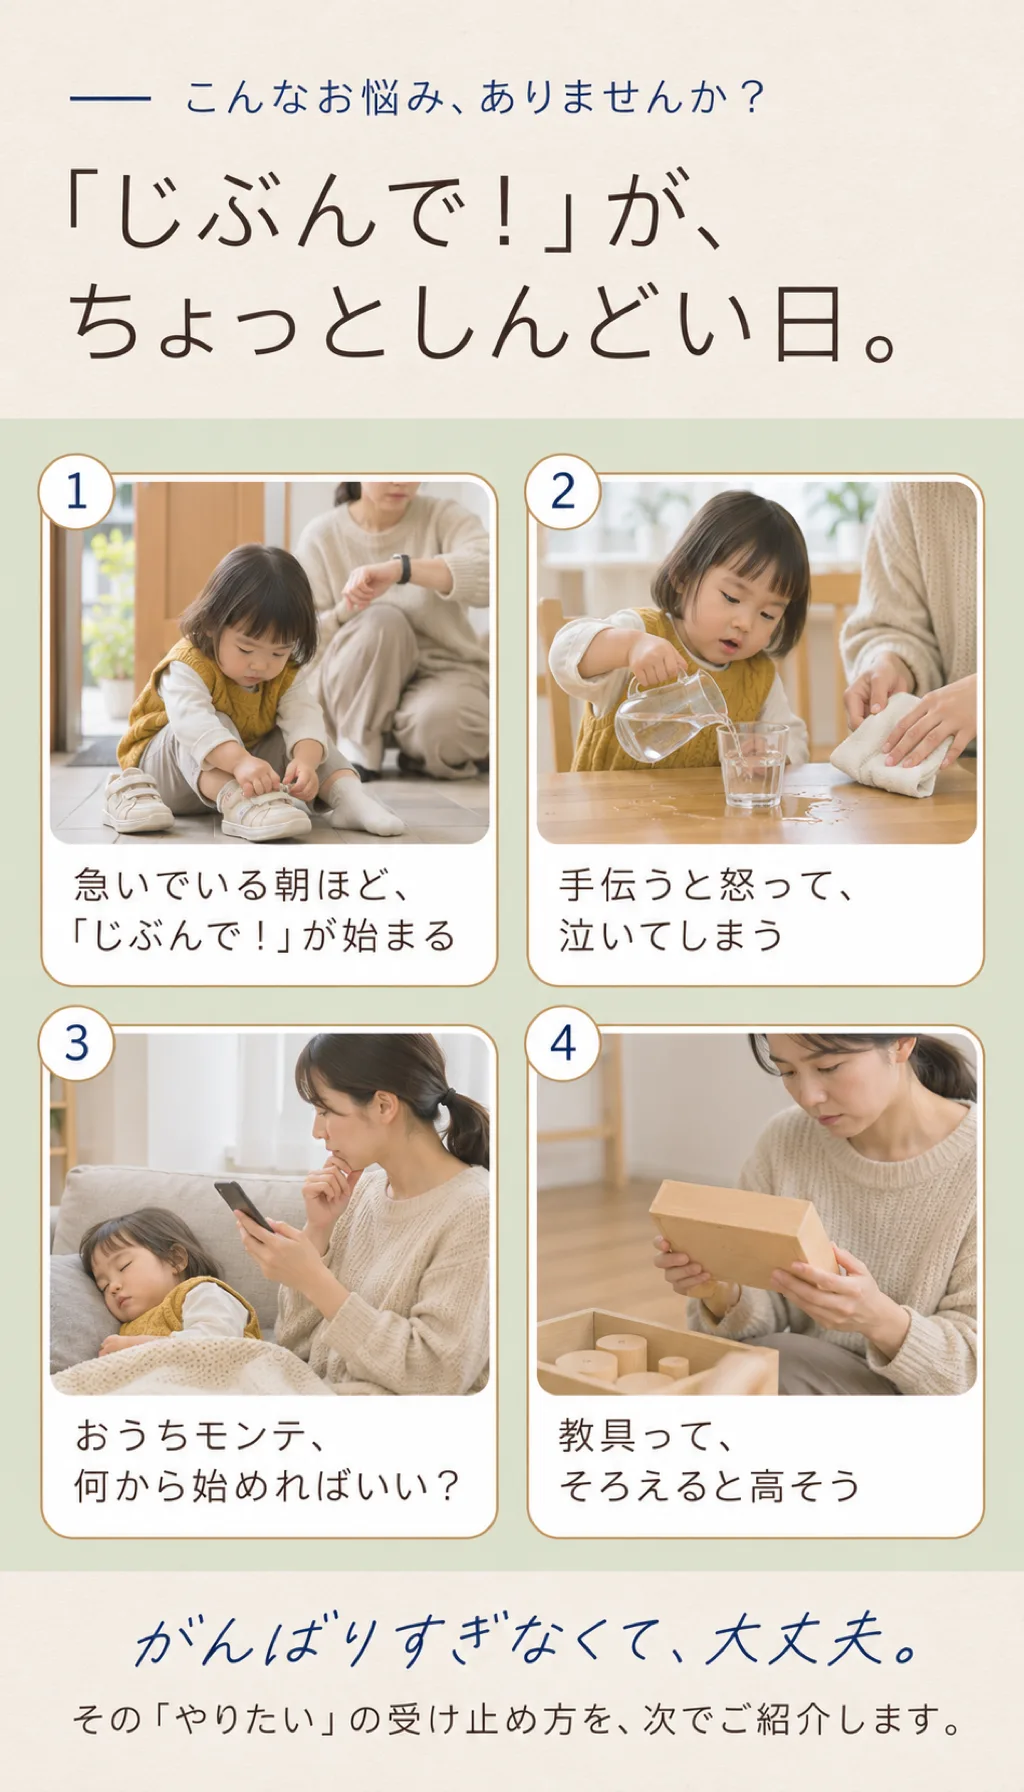 こんなお悩み、ありませんか？
「じぶんで！」が、
ちょっとしんどい日。
1
急いでいる朝ほど、
「じぶんで！」が始まる
2
手伝うと怒って、
泣いてしまう
3
おうちモンテ、
何から始めればいい？
4
教具って、
そろえると高そう
がんばりすぎなくて、大丈夫。
その「やりたい」の受け止め方を、次でご紹介します。